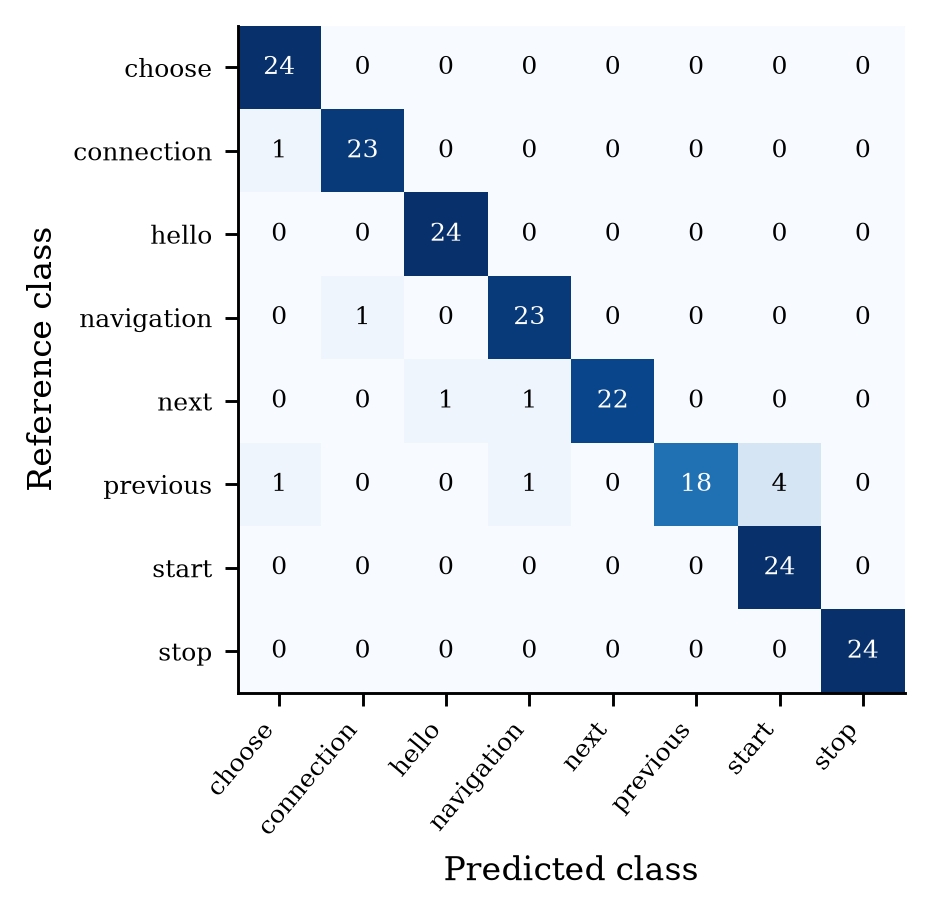 choose 24 0 0 0 0 0 0 0
connection 1 23 0 0 0 0 0 0
hello 0 0 24 0 0 0 0 0
navigation 0 1 0 23 0 0 0 0
next 0 0 1 1 22 0 0 0
previous 1 0 0 1 0 18 4 0
start 0 0 0 0 0 0 24 0
stop 0 0 0 0 0 0 0 24
Reference class
choose connection hello navigation next previous start stop
Predicted class